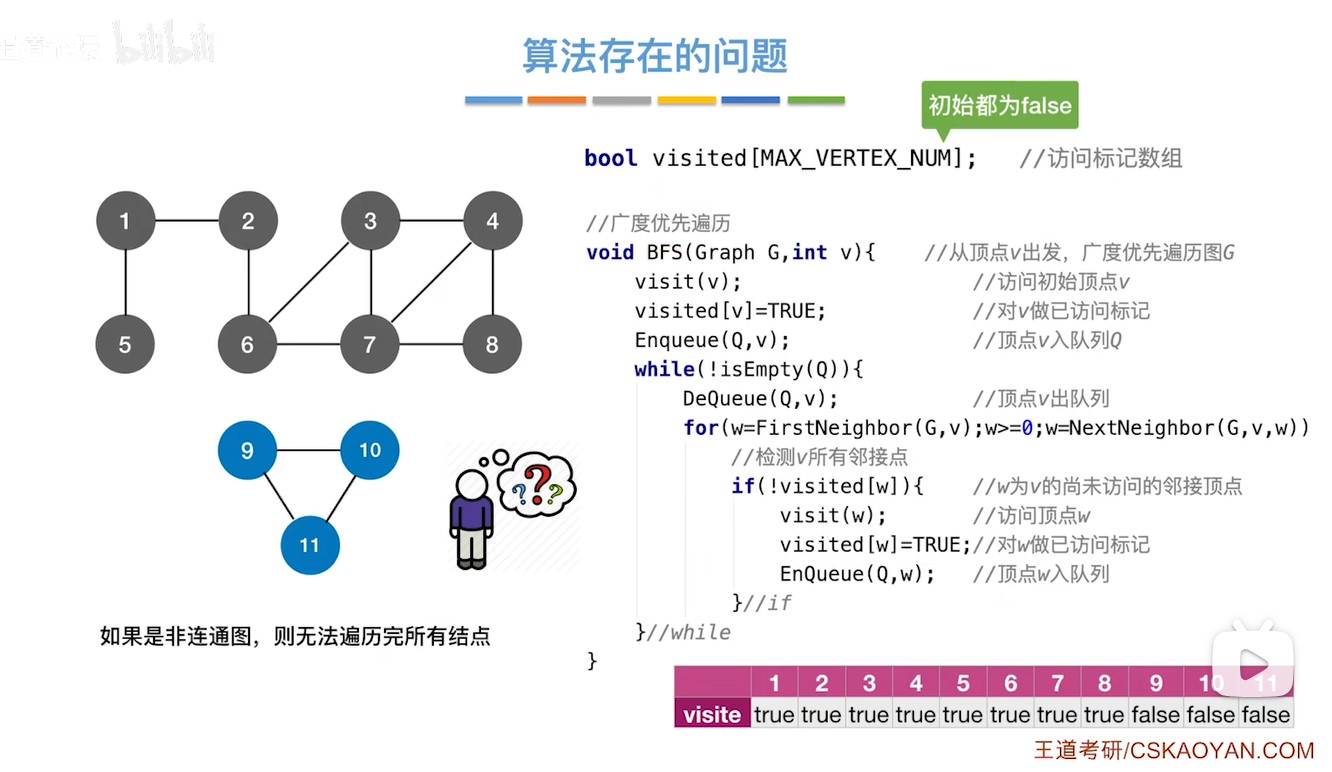 bilibili
算法存在的问题
初始都为false
bool visited[MAX_VERTEX_NUM]; //访问标记数组
1 2 3 4
5 6 7 8
9 10
11
???
如果是非连通图，则无法遍历完所有结点
//广度优先遍历
void BFS(Graph G,int v){ //从顶点v出发，广度优先遍历图G
visit(v); //访问初始顶点v
visited[v]=TRUE; //对v做已访问标记
Enqueue(Q,v); //顶点v入队列Q
while(!isEmpty(Q)){
DeQueue(Q,v); //顶点v出队列
for(w=FirstNeighbor(G,v);w>=0;w=NextNeighbor(G,v,w))
//检测v所有邻接点
if(!visited[w]){ //w为v的尚未访问的邻接顶点
visit(w); //访问顶点w
visited[w]=TRUE;//对w做已访问标记
EnQueue(Q,w); //顶点w入队列
}//if
}//while
}
1 2 3 4 5 6 7 8 9 10 11
visite true true true true true true true true false false false
王道考研/CSKAOYAN.COM